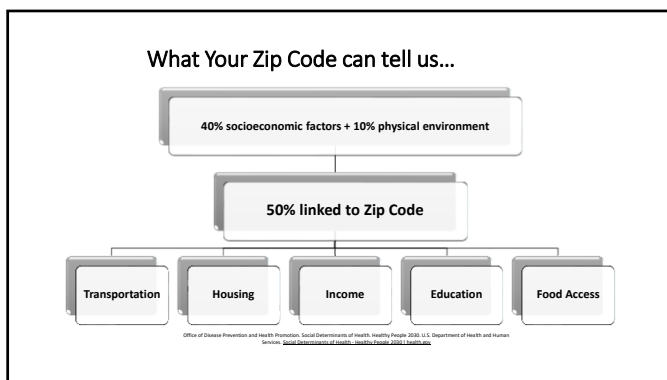 What Your Zip Code can tell us...
40% socioeconomic factors + 10% physical environment
50% linked to Zip Code
Transportation
Housing
Income
Education
Food Access
Office of Disease Prevention and Health Promotion. Social Determinants of Health. Healthy People 2030. U.S. Department of Health and Human
Services. Social Determinants of Health - Healthy People 2030 | health.gov